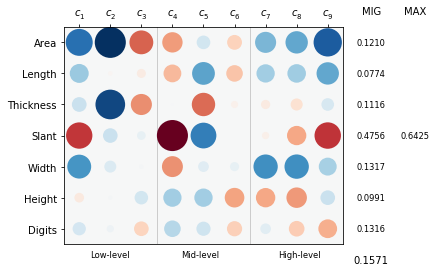 c1 c2 c3 c4 c5 c6 c7 c8 c9 MIG MAX
Area 0.1210
Length 0.0774
Thickness 0.1116
Slant 0.4756 0.6425
Width 0.1317
Height 0.0991
Digits 0.1316
Low-level Mid-level High-level 0.1571